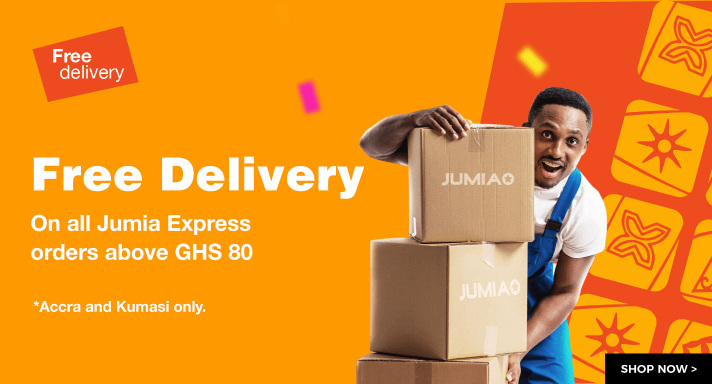 Free
delivery
Free Delivery
On all Jumia Express
orders above GHS 80
*Accra and Kumasi only.
JUMIA
JUMIA
SHOP NOW >